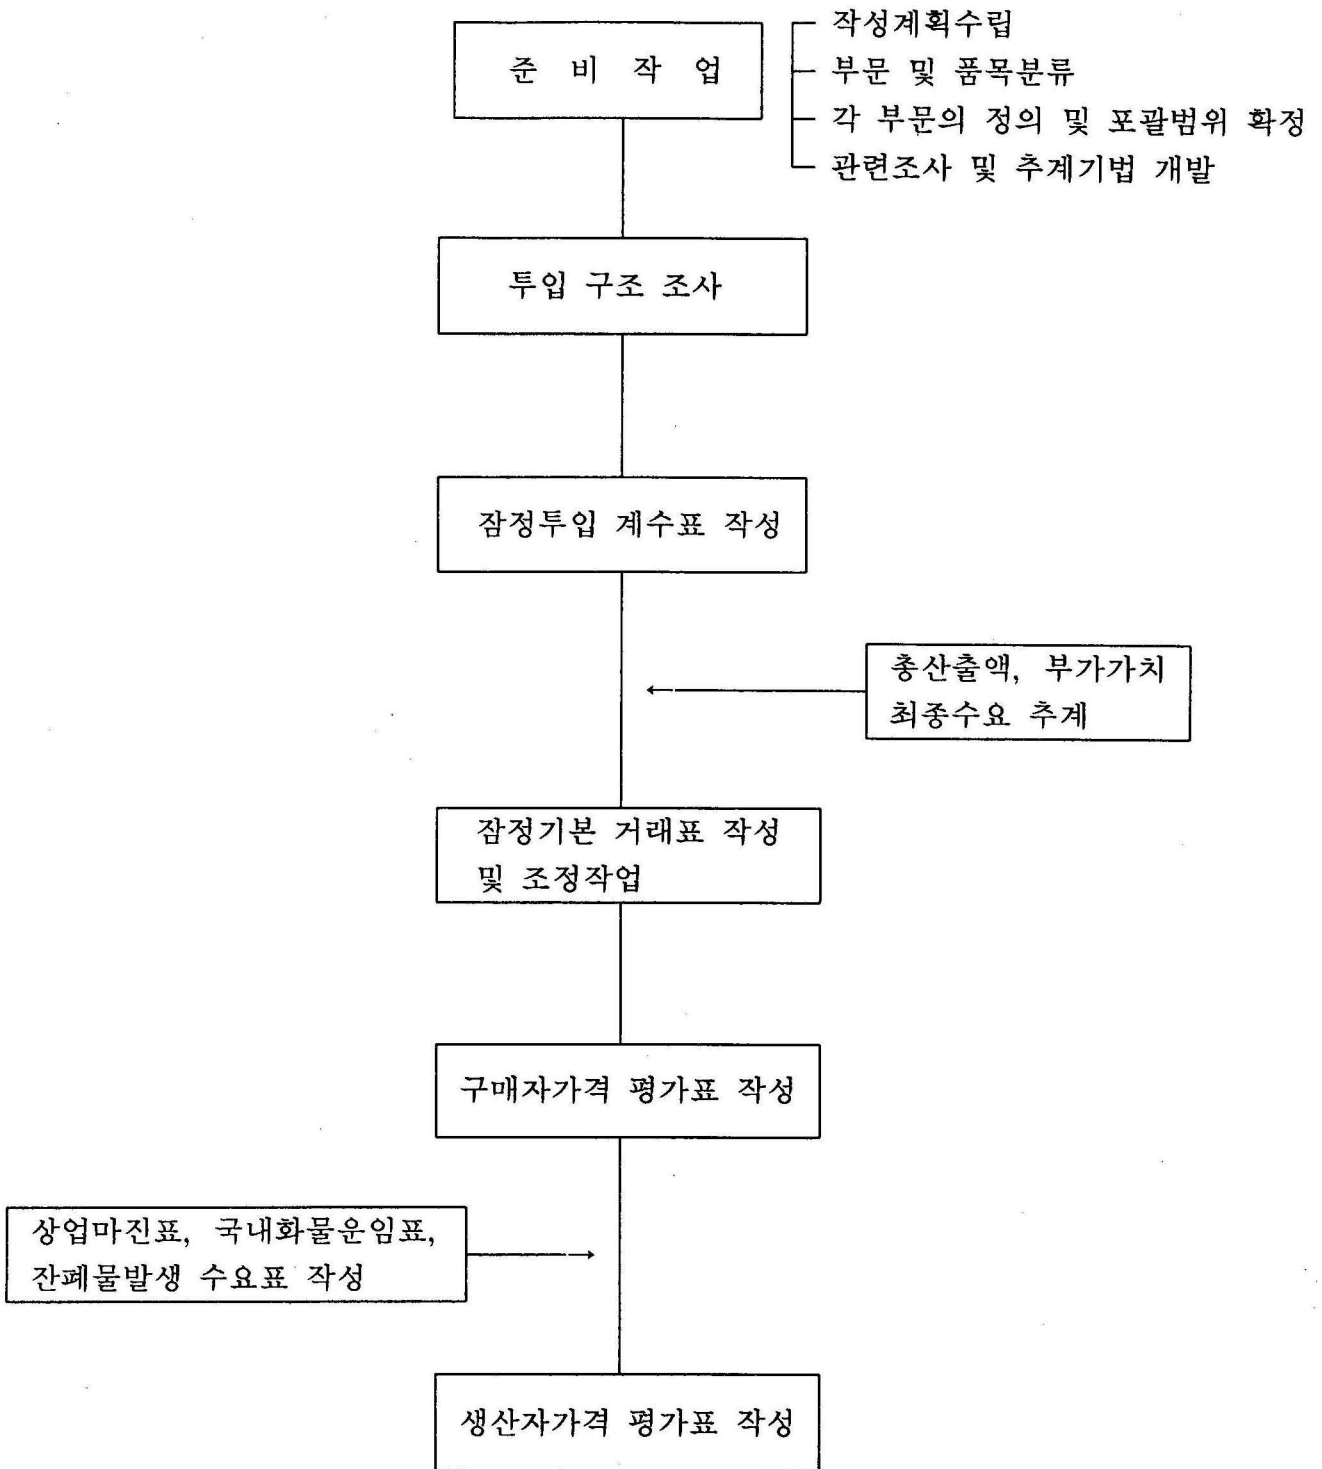 준 비 작 업
작성계획수립
부문 및 품목분류
각 부문의 정의 및 포괄범위 확정
관련조사 및 추계기법 개발
투입 구조 조사
잠정투입 계수표 작성
총산출액, 부가가치
최종수요 추계
잠정기본 거래표 작성
및 조정작업
구매자가격 평가표 작성
상업마진표, 국내화물운임표,
잔폐물발생 수요표 작성
생산자가격 평가표 작성